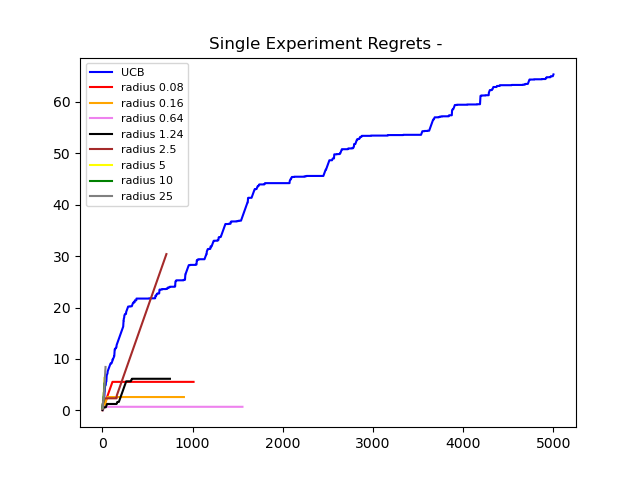 Single Experiment Regrets -
UCB
radius 0.08
radius 0.16
radius 0.64
radius 1.24
radius 2.5
radius 5
radius 10
radius 25
60
50
40
30
20
10
0
0 1000 2000 3000 4000 5000